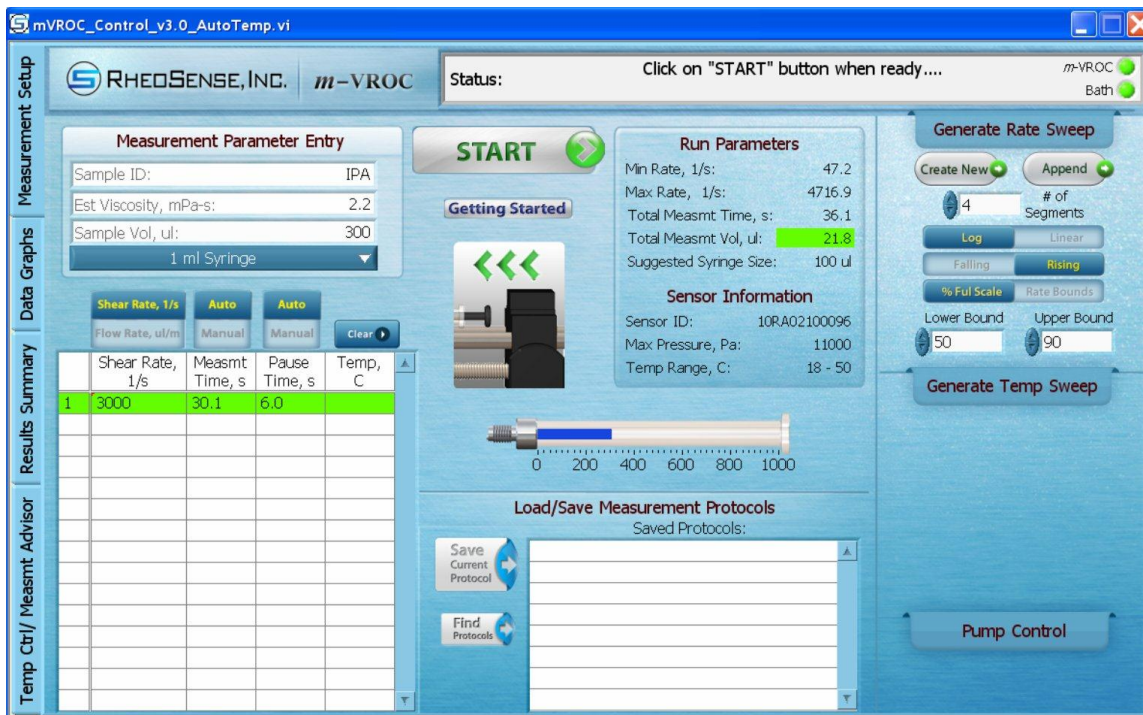 mVROC_Control_v3.0_AutoTemp.vi
Measurement Setup
Data Graphs
Results Summary
Temp Ctrl/ Measmt Advisor
RHEOSENSE, INC.
m-VROC
Status:
Click on "START" button when ready....
m-VROC
Bath
Measurement Parameter Entry
Sample ID: IPA
Est Viscosity, mPa-s: 2.2
Sample Vol, ul: 300
1 ml Syringe
Shear Rate, 1/s Auto Auto
Flow Rate, ul/m Manual Manual Clear
Shear Rate, 1/s Measmt Time, s Pause Time, s Temp, C
1 3000 30.1 6.0
START
Getting Started
Run Parameters
Min Rate, 1/s: 47.2
Max Rate, 1/s: 4716.9
Total Measmt Time, s: 36.1
Total Measmt Vol, ul: 21.8
Suggested Syringe Size: 100 ul
Sensor Information
Sensor ID: 10RA02100096
Max Pressure, Pa: 11000
Temp Range, C: 18 - 50
0 200 400 600 800 1000
Load/Save Measurement Protocols
Saved Protocols:
Save
Current
Protocol
Find
Protocols
Generate Rate Sweep
Create New Append
4 # of
Segments
Log Linear
Falling Rising
% Ful Scale Rate Bounds
Lower Bound Upper Bound
50 90
Generate Temp Sweep
Pump Control